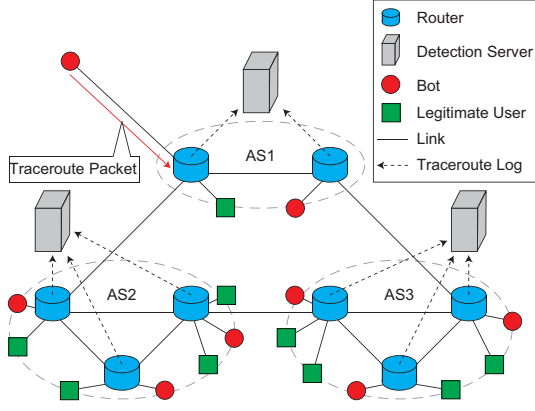 Router
Detection Server
Bot
Legitimate User
Link
Traceroute Log
Traceroute Packet
AS1
AS2
AS3